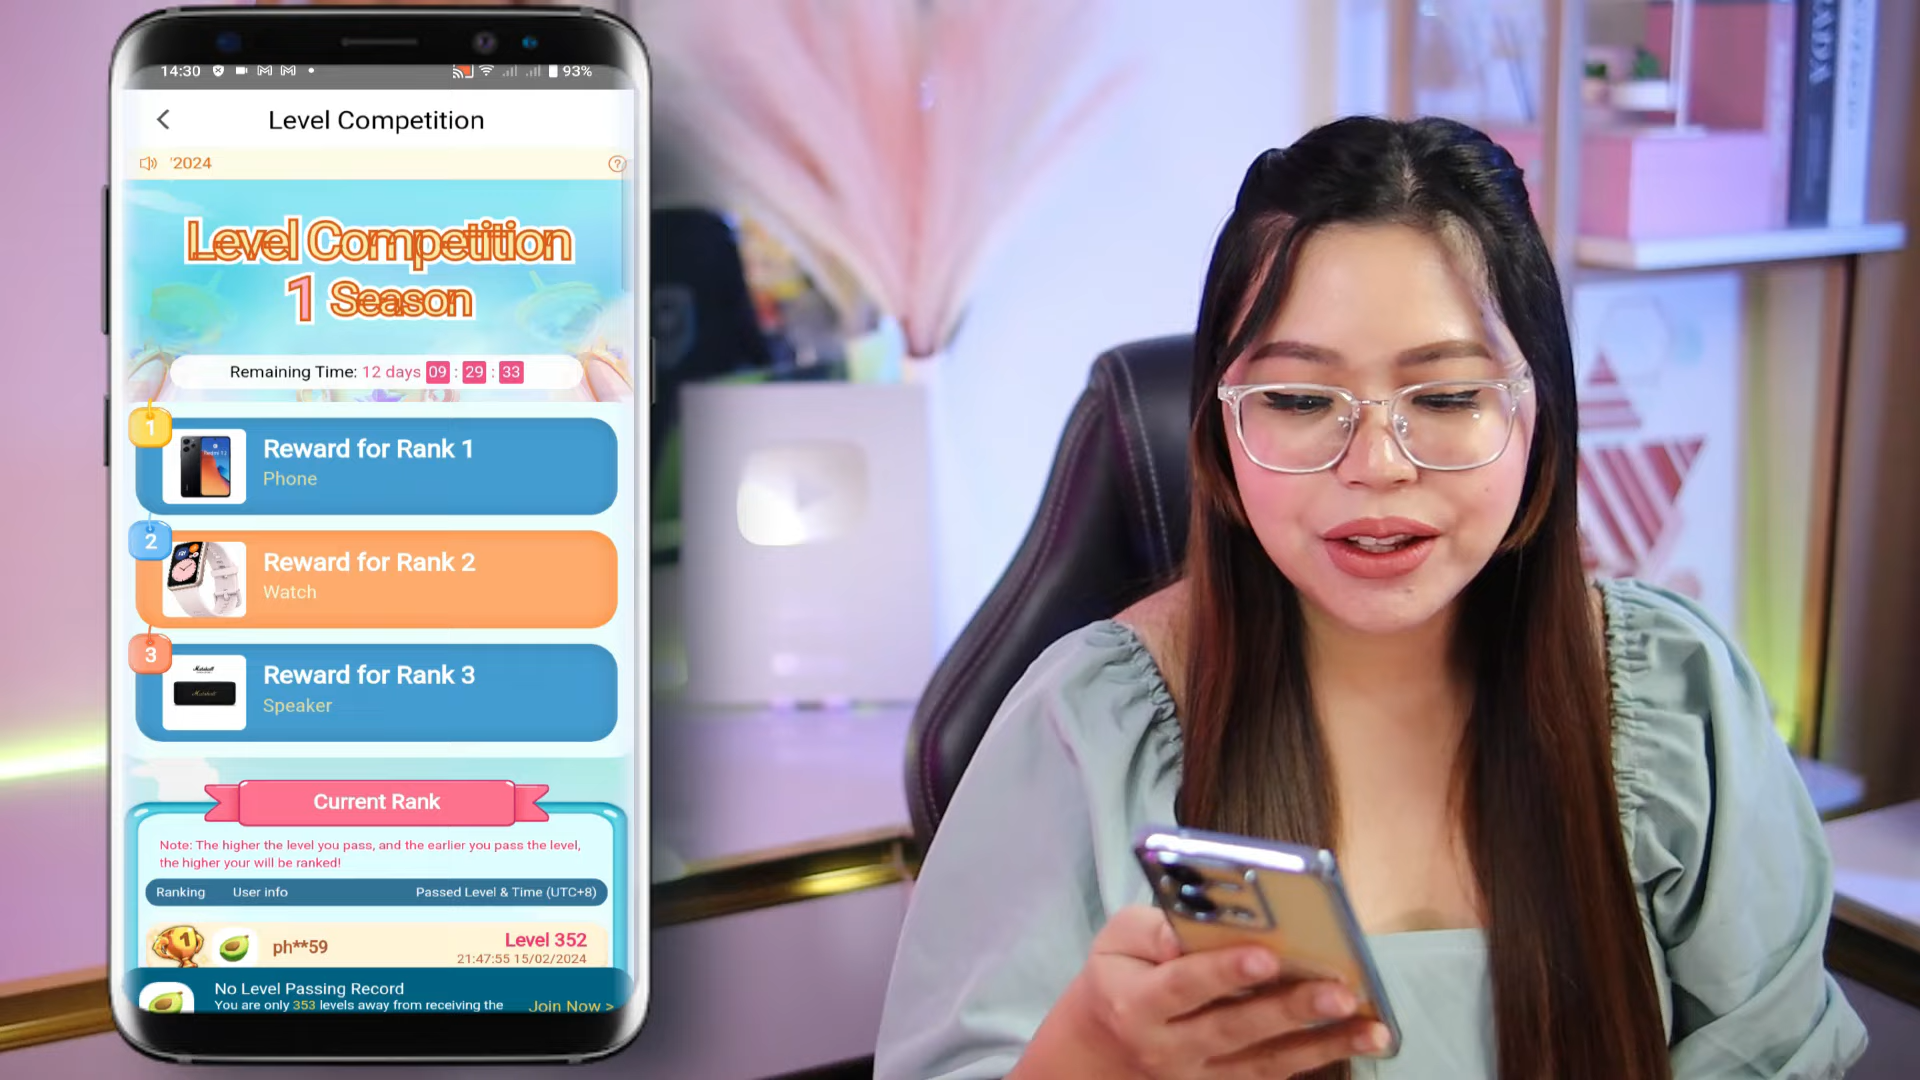 14:30
93%
Level Competition
'2024
Level Competition
1 Season
Remaining Time: 12 days 09 : 29 : 33
1
Reward for Rank 1
Phone
2
Reward for Rank 2
Watch
3
Marshall
Marshall
Reward for Rank 3
Speaker
Current Rank
Note: The higher the level you pass, and the earlier you pass the level,
the higher your will be ranked!
Ranking User info Passed Level & Time (UTC+8)
1 ph**59 Level 352
21:47:55 15/02/2024
No Level Passing Record
You are only 353 levels away from receiving the
Join Now >